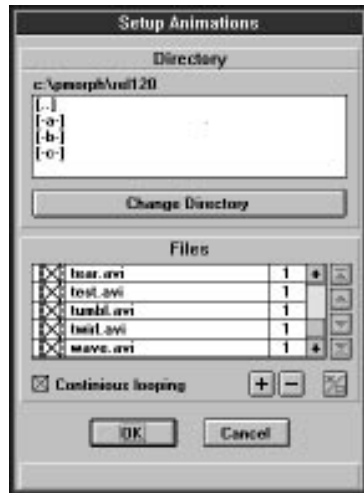 Setup Animations
Directory
c:\pmorph\rel120
[..]
[-a-]
[-b-]
[-c-]
Change Directory
Files
tear.avi 1
test.avi 1
tumbl.avi 1
twirl.avi 1
wave.avi 1
Continious looping
OK Cancel